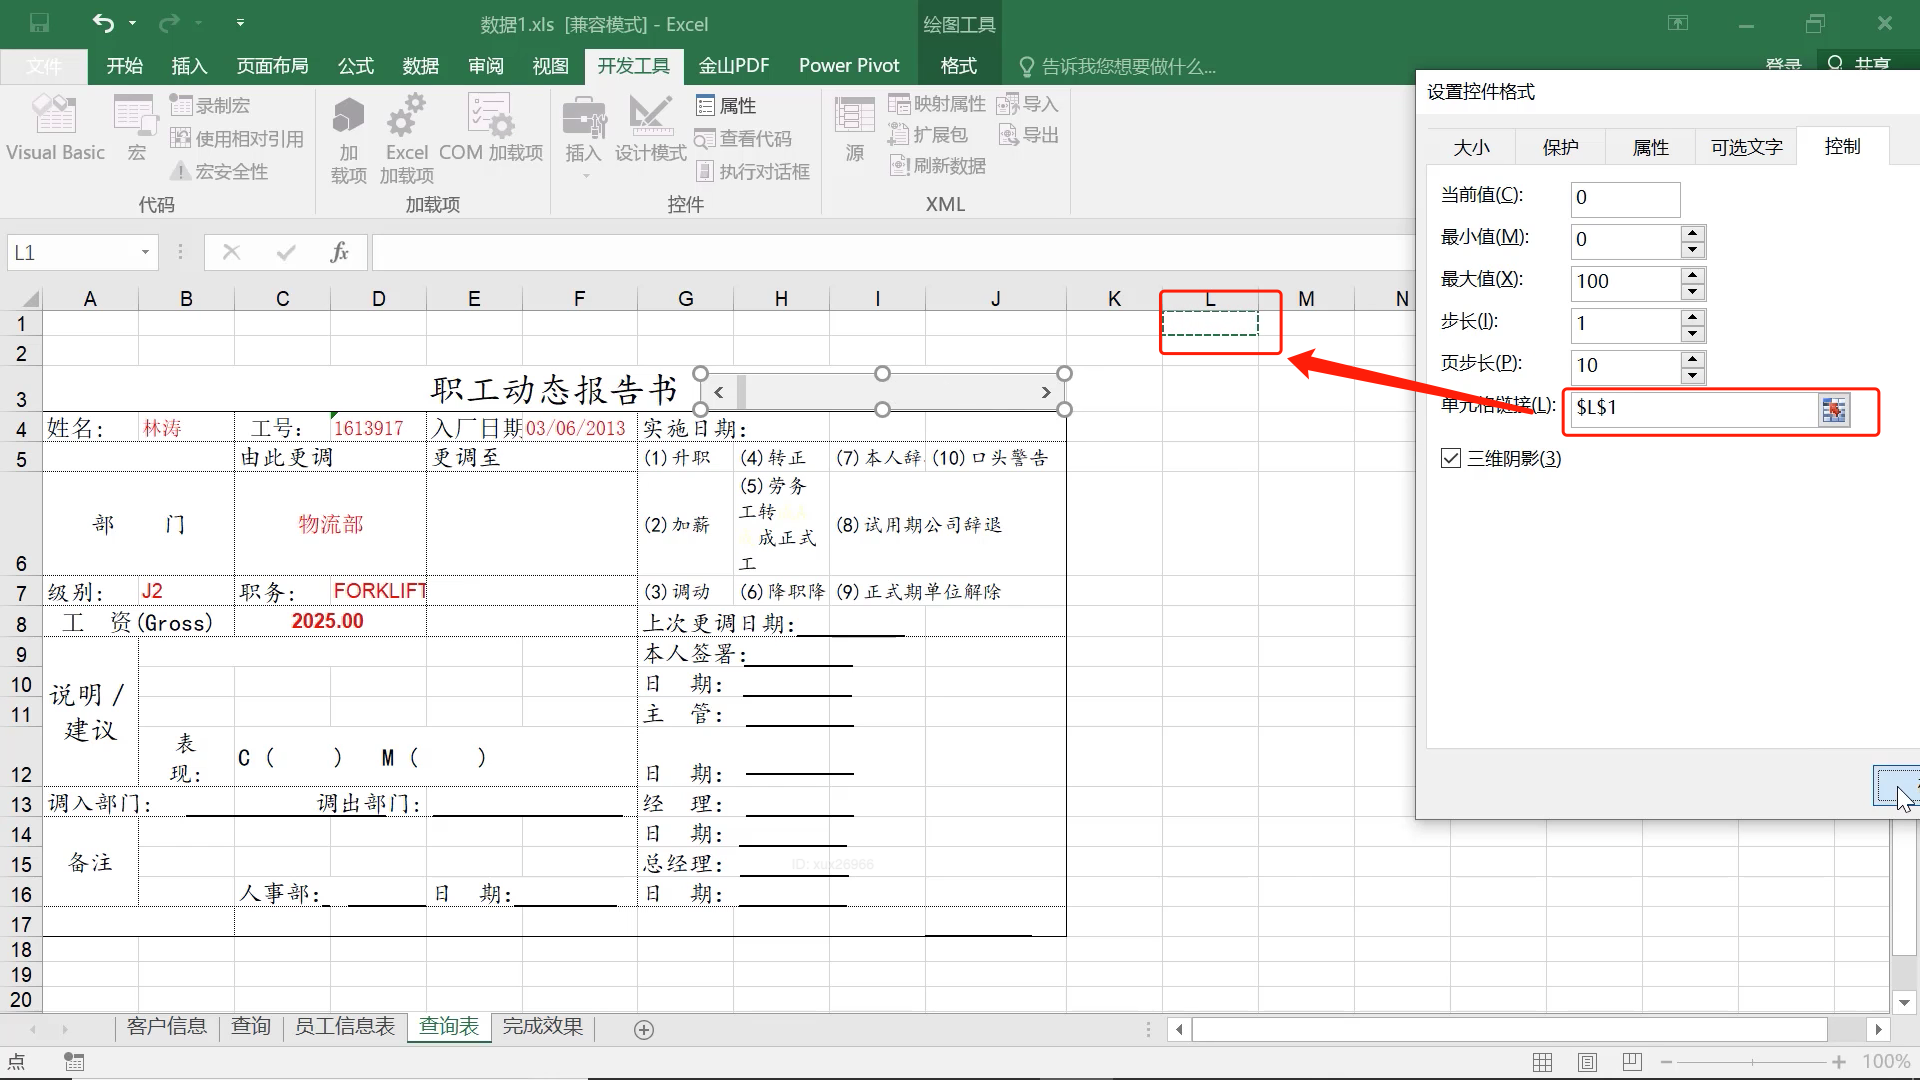 数据1.xls [兼容模式] - Excel
绘图工具
文件 开始 插入 页面布局 公式 数据 审阅 视图 开发工具 金山PDF Power Pivot 格式 告诉我您想要做什么... 登录 共享
Visual Basic
宏
录制宏
使用相对引用
宏安全性
代码
加载项
Excel 加载项
COM 加载项
加载项
插入
设计模式
属性
查看代码
执行对话框
控件
源
映射属性
扩展包
刷新数据
导入
导出
XML
L1
fx
A B C D E F G H I J K L M N
1
2
3 职工动态报告书
4 姓名: 林涛 工号: 1613917 入厂日期 03/06/2013 实施日期:
5 由此更调 更调至 (1)升职 (4)转正 (7)本人辞 (10)口头警告
6 部 门 物流部 (2)加薪 (5)劳务工转 成正式工 (8)试用期公司辞退
7 级别: J2 职务: FORKLIFT (3)调动 (6)降职降 (9)正式期单位解除
8 工 资(Gross) 2025.00 上次更调日期:
9 本人签署:
10 说明/建议 日 期:
11 主 管:
12 表现: C ( ) M ( ) 日 期:
13 调入部门: 调出部门: 经 理:
14 日 期:
15 备注 总经理: ID: xux26966
16 人事部: 日 期: 日 期:
17
18
19
20
客户信息 查询 员工信息表 查询表 完成效果
点
100%
设置控件格式
大小 保护 属性 可选文字 控制
当前值(C): 0
最小值(M): 0
最大值(X): 100
步长(I): 1
页步长(P): 10
单元格链接(L): $L$1
三维阴影(3)